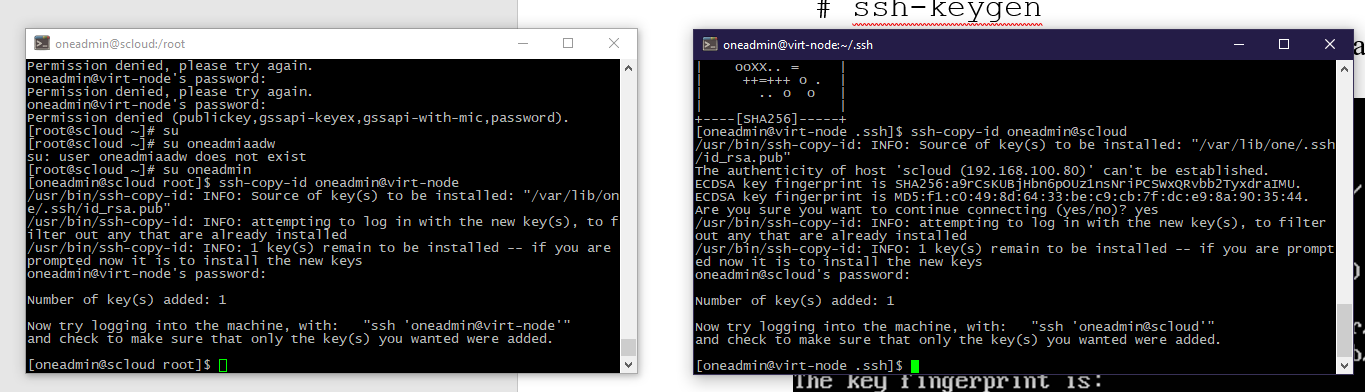 # ssh-keygen
oneadmin@scloud:/root
Permission denied, please try again.
oneadmin@virt-node's password:
Permission denied, please try again.
oneadmin@virt-node's password:
Permission denied (publickey,gssapi-keyex,gssapi-with-mic,password).
[root@scloud ~]# su
[root@scloud ~]# su oneadmiaadw
su: user oneadmiaadw does not exist
[root@scloud ~]# su oneadmin
[oneadmin@scloud root]$ ssh-copy-id oneadmin@virt-node
/usr/bin/ssh-copy-id: INFO: Source of key(s) to be installed: "/var/lib/on
e/.ssh/id_rsa.pub"
/usr/bin/ssh-copy-id: INFO: attempting to log in with the new key(s), to f
ilter out any that are already installed
/usr/bin/ssh-copy-id: INFO: 1 key(s) remain to be installed -- if you are
prompted now it is to install the new keys
oneadmin@virt-node's password:
Number of key(s) added: 1
Now try logging into the machine, with:   "ssh 'oneadmin@virt-node'"
and check to make sure that only the key(s) you wanted were added.
[oneadmin@scloud root]$
oneadmin@virt-node:~/.ssh
|    ooXX.. =     |
|     ++=+++ o .  |
|       .. o  o   |
|                 |
+----[SHA256]-----+
[oneadmin@virt-node .ssh]$ ssh-copy-id oneadmin@scloud
/usr/bin/ssh-copy-id: INFO: Source of key(s) to be installed: "/var/lib/one/.ssh
/id_rsa.pub"
The authenticity of host 'scloud (192.168.100.80)' can't be established.
ECDSA key fingerprint is SHA256:a9rCsKUBjHbn6pOUz1nsNriPCSWxQRvbb2TyxdraIMU.
ECDSA key fingerprint is MD5:f1:c0:49:8d:64:33:be:c9:cb:7f:dc:e9:8a:90:35:44.
Are you sure you want to continue connecting (yes/no)? yes
/usr/bin/ssh-copy-id: INFO: attempting to log in with the new key(s), to filter
out any that are already installed
/usr/bin/ssh-copy-id: INFO: 1 key(s) remain to be installed -- if you are prompt
ed now it is to install the new keys
oneadmin@scloud's password:
Number of key(s) added: 1
Now try logging into the machine, with:   "ssh 'oneadmin@scloud'"
and check to make sure that only the key(s) you wanted were added.
[oneadmin@virt-node .ssh]$
The key fingerprint is: